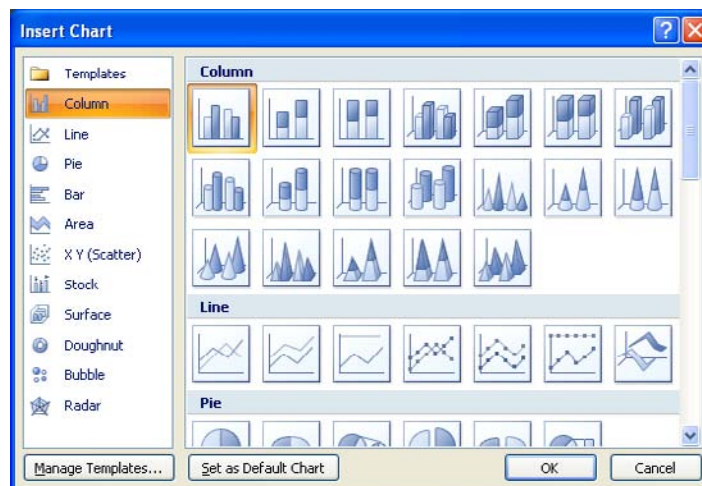 Insert Chart
Templates
Column
Line
Pie
Bar
Area
X Y (Scatter)
Stock
Surface
Doughnut
Bubble
Radar
Column
Line
Pie
Manage Templates...
Set as Default Chart
OK
Cancel